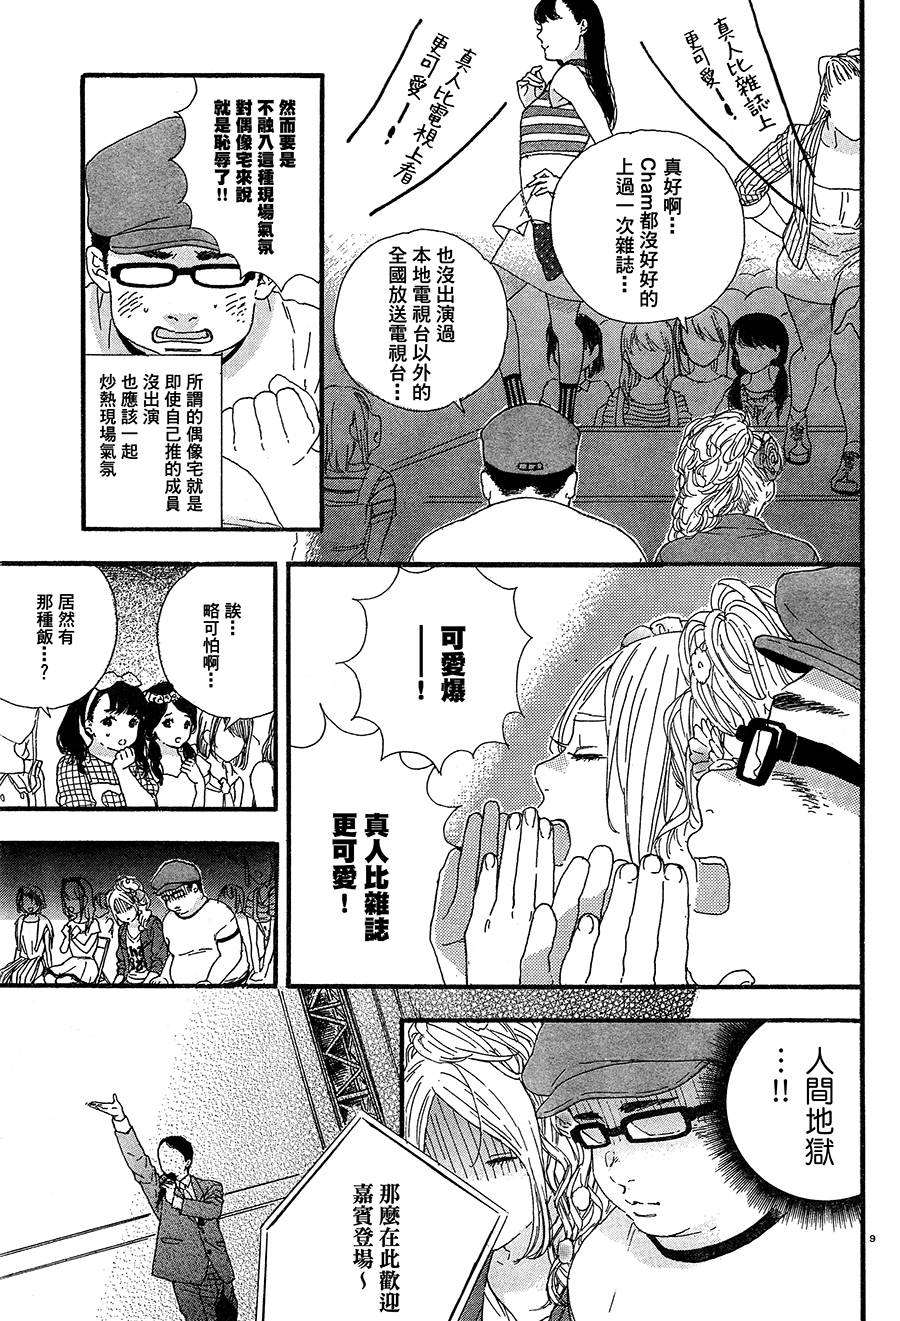 真人比雜誌上
更可愛ー!
真人比電視上看
更可愛ー!
真好啊…
Cham都沒好好的
上過一次雜誌…
也沒出演過
本地電視台以外的
全國放送電視台…
然而要是
不融入這種現場氣氛
對偶像宅來說
就是恥辱了!!
所謂的偶像宅就是
即使自己推的成員
沒出演
也應該一起
炒熱現場氣氛
可愛爆
——!
真人比雜誌
更可愛!
誒…
略可怕啊…
居然有
那種飯…?
人間地獄
…!!
那麼在此歡迎
嘉賓登場~
9